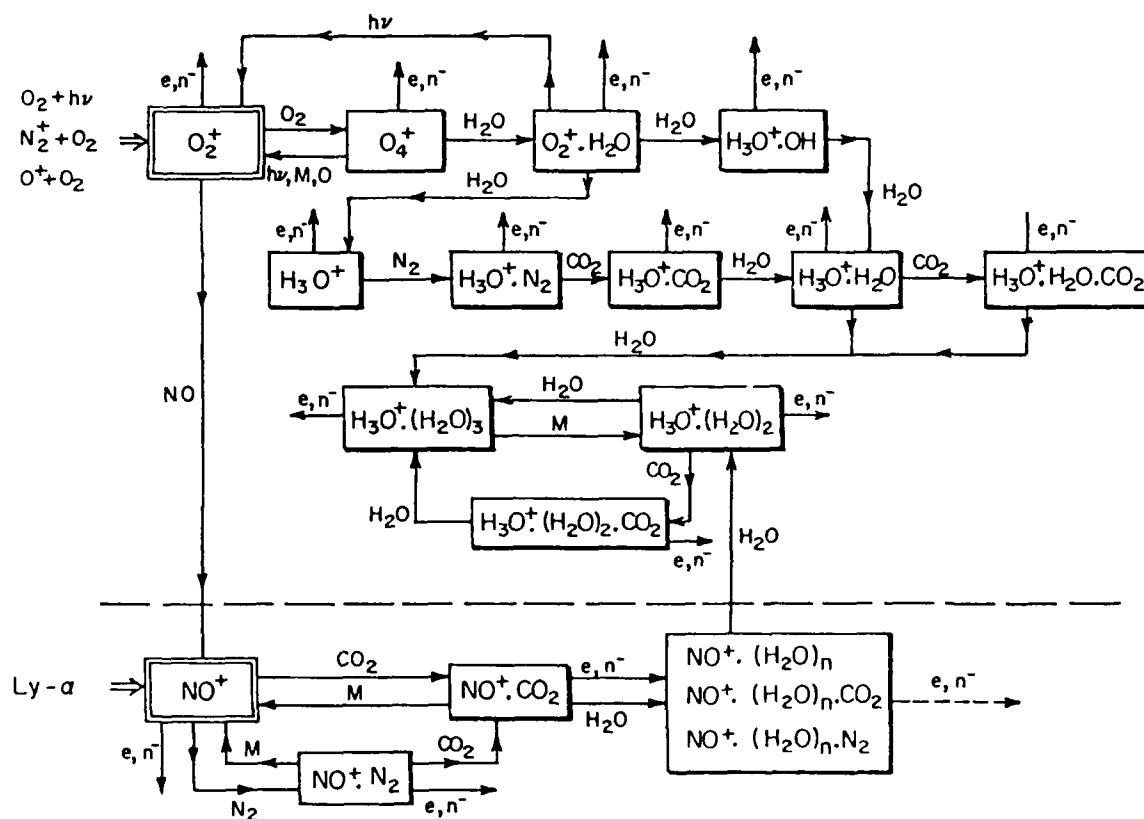 hν
e,n⁻
e,n⁻
e,n⁻
e,n⁻
O₂ + hν
N₂⁺ + O₂
O⁺ + O₂
O₂⁺
O₂
hν,M,O
O₄⁺
H₂O
O₂⁺.H₂O
H₂O
H₃O⁺.OH
H₂O
H₂O
e,n⁻
e,n⁻
e,n⁻
e,n⁻
e,n⁻
H₃O⁺
N₂
H₃O⁺.N₂
CO₂
H₃O⁺.CO₂
H₂O
H₃O⁺.H₂O
CO₂
H₃O⁺.H₂O.CO₂
H₂O
NO
e,n⁻
H₃O⁺.(H₂O)₃
H₂O
M
H₃O⁺.(H₂O)₂
e,n⁻
CO₂
H₂O
H₃O⁺.(H₂O)₂.CO₂
e,n⁻
H₂O
Ly-α
NO⁺
CO₂
M
NO⁺.CO₂
e,n⁻
H₂O
NO⁺. (H₂O)n
NO⁺. (H₂O)n.CO₂
NO⁺. (H₂O)n.N₂
e,n⁻
e,n⁻
M
N₂
NO⁺.N₂
CO₂
e,n⁻